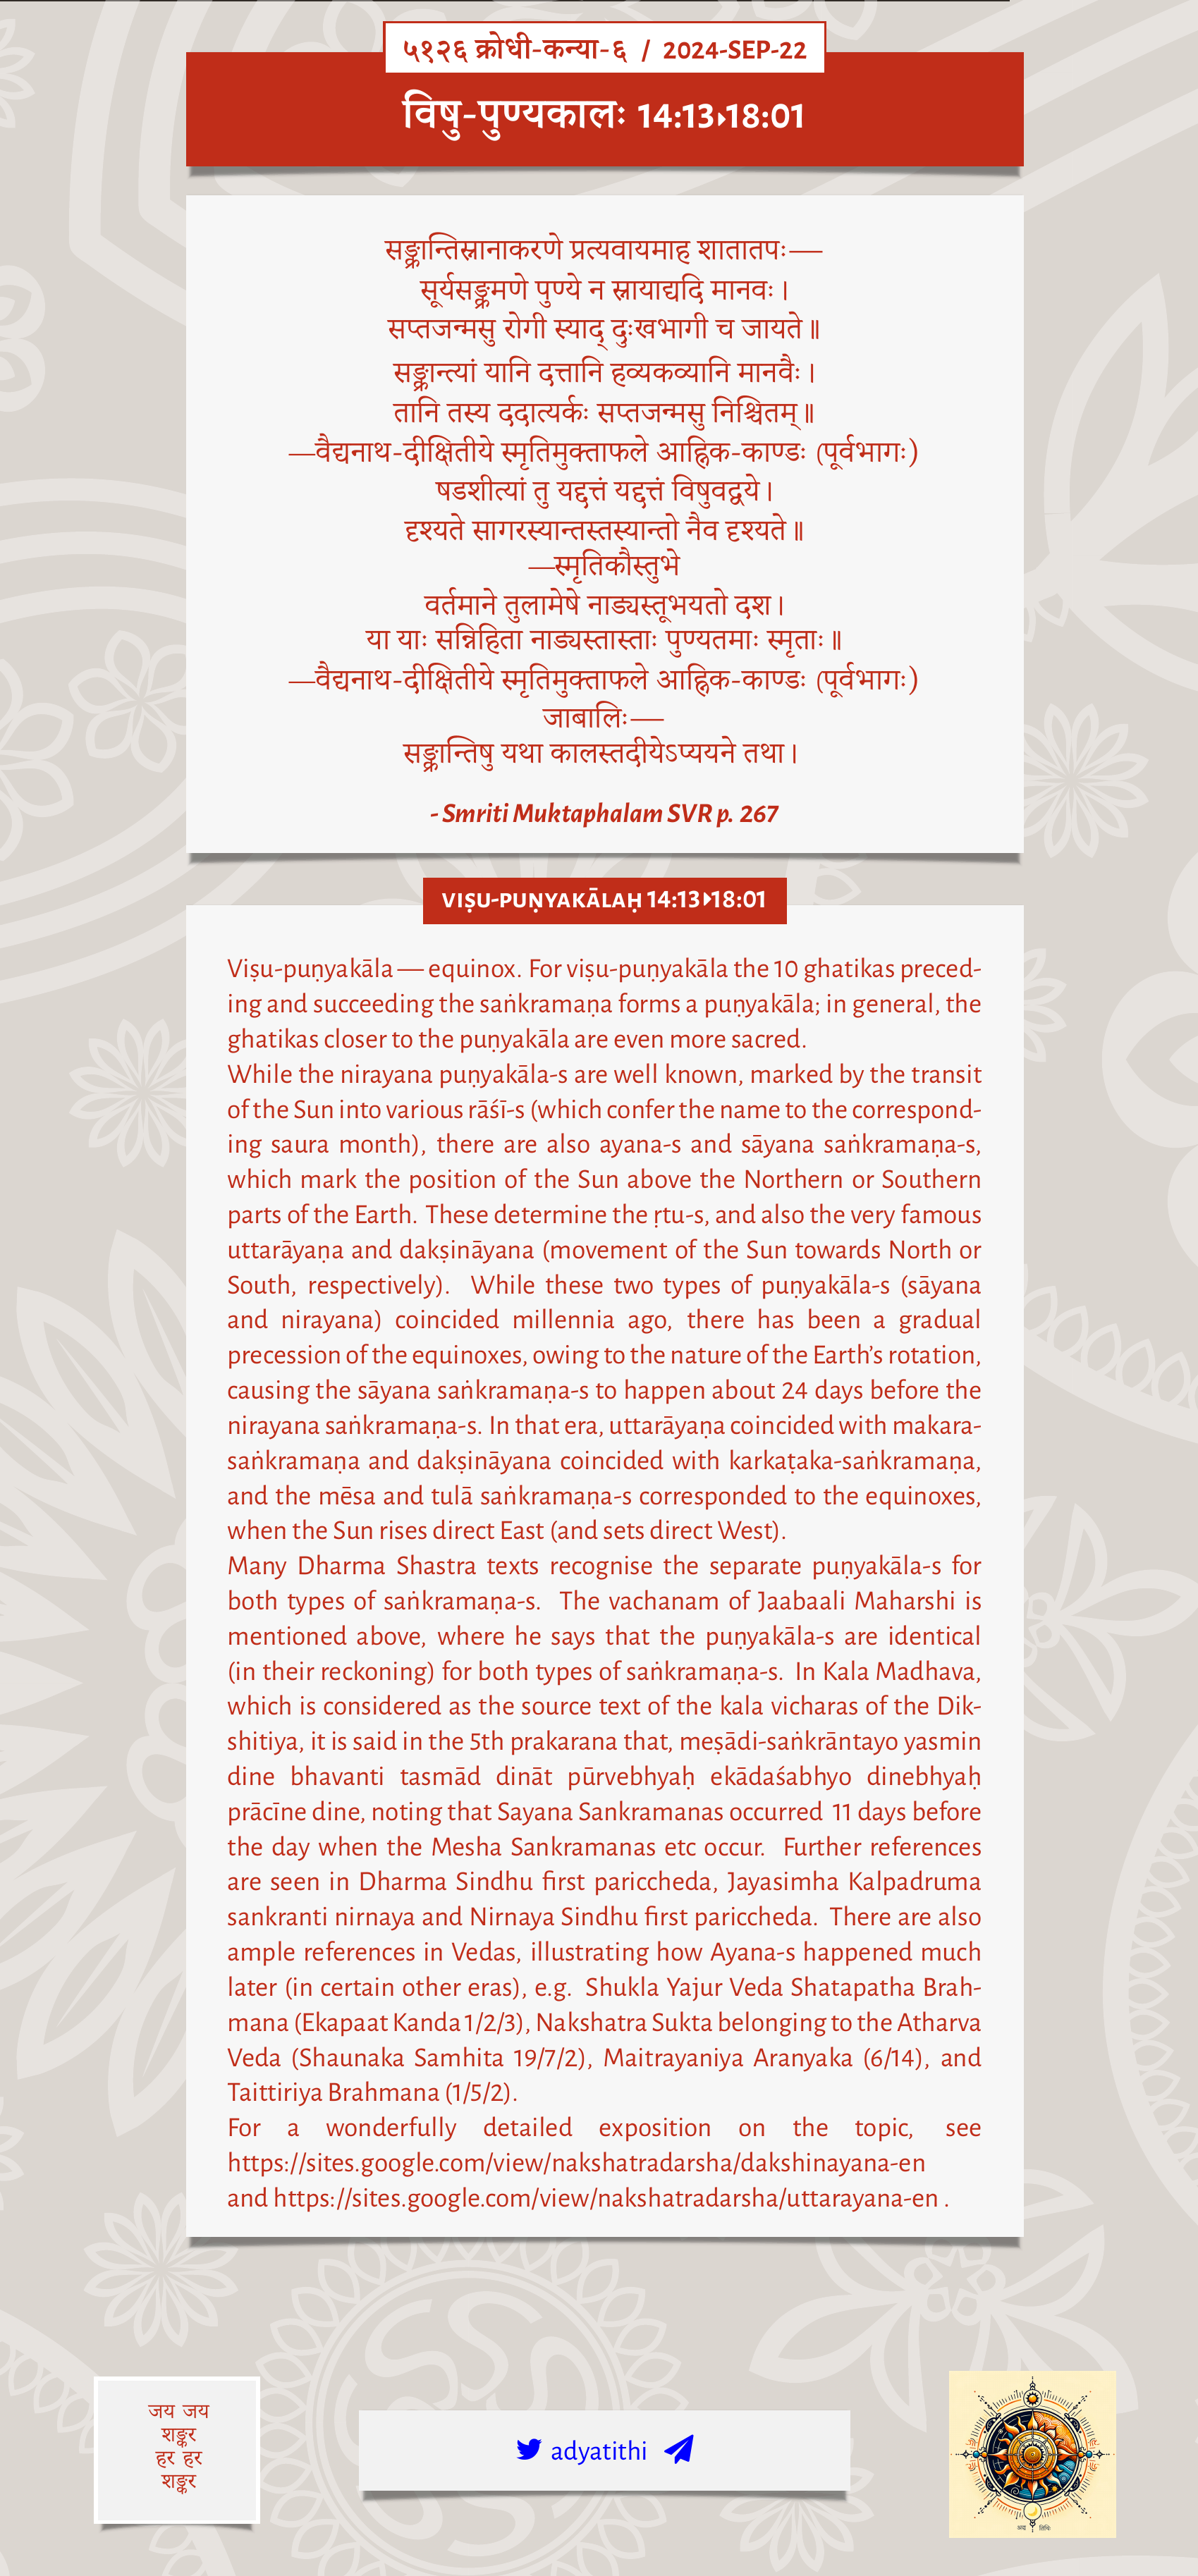 ५१२६ क्रोधी-कन्या-६ / 2024-SEP-22
विषु-पुण्यकालः 14:13▸18:01
सङ्क्रान्तिस्नानाकरणे प्रत्यवायमाह शातातपः—
सूर्यसङ्क्रमणे पुण्ये न स्नायाद्यदि मानवः।
सप्तजन्मसु रोगी स्याद् दुःखभागी च जायते॥
सङ्क्रान्त्यां यानि दत्तानि हव्यकव्यानि मानवैः।
तानि तस्य ददात्यर्कः सप्तजन्मसु निश्चितम्॥
—वैद्यनाथ-दीक्षितीये स्मृतिमुक्ताफले आह्निक-काण्डः (पूर्वभागः)
षडशीत्यां तु यद्दत्तं यद्दत्तं विषुवद्वये।
दृश्यते सागरस्यान्तस्तस्यान्तो नैव दृश्यते॥
—स्मृतिकौस्तुभे
वर्तमाने तुलामेषे नाड्यस्तूभयतो दश।
या याः सन्निहिता नाड्यस्तास्ताः पुण्यतमाः स्मृताः॥
—वैद्यनाथ-दीक्षितीये स्मृतिमुक्ताफले आह्निक-काण्डः (पूर्वभागः)
जाबालिः—
सङ्क्रान्तिषु यथा कालस्तदीयेऽप्ययने तथा।
- Smriti Muktaphalam SVR p. 267
VIṢU-PUṆYAKĀLAḤ 14:13▸18:01
Viṣu-puṇyakāla — equinox. For viṣu-puṇyakāla the 10 ghatikas preced-
ing and succeeding the saṅkramaṇa forms a puṇyakāla; in general, the
ghatikas closer to the puṇyakāla are even more sacred.
While the nirayana puṇyakāla-s are well known, marked by the transit
of the Sun into various rāśī-s (which confer the name to the correspond-
ing saura month), there are also ayana-s and sāyana saṅkramaṇa-s,
which mark the position of the Sun above the Northern or Southern
parts of the Earth. These determine the ṛtu-s, and also the very famous
uttarāyaṇa and dakṣināyana (movement of the Sun towards North or
South, respectively). While these two types of puṇyakāla-s (sāyana
and nirayana) coincided millennia ago, there has been a gradual
precession of the equinoxes, owing to the nature of the Earth's rotation,
causing the sāyana saṅkramaṇa-s to happen about 24 days before the
nirayana saṅkramaṇa-s. In that era, uttarāyaṇa coincided with makara-
saṅkramaṇa and dakṣināyana coincided with karkaṭaka-saṅkramaṇa,
and the mēsa and tulā saṅkramaṇa-s corresponded to the equinoxes,
when the Sun rises direct East (and sets direct West).
Many Dharma Shastra texts recognise the separate puṇyakāla-s for
both types of saṅkramaṇa-s. The vachanam of Jaabaali Maharshi is
mentioned above, where he says that the puṇyakāla-s are identical
(in their reckoning) for both types of saṅkramaṇa-s. In Kala Madhava,
which is considered as the source text of the kala vicharas of the Dik-
shitiya, it is said in the 5th prakarana that, meṣādi-saṅkrāntayo yasmin
dine bhavanti tasmād dināt pūrvebhyaḥ ekādaśabhyo dinebhyaḥ
prācīne dine, noting that Sayana Sankramanas occurred 11 days before
the day when the Mesha Sankramanas etc occur. Further references
are seen in Dharma Sindhu first pariccheda, Jayasimha Kalpadruma
sankranti nirnaya and Nirnaya Sindhu first pariccheda. There are also
ample references in Vedas, illustrating how Ayana-s happened much
later (in certain other eras), e.g. Shukla Yajur Veda Shatapatha Brah-
mana (Ekapaat Kanda 1/2/3), Nakshatra Sukta belonging to the Atharva
Veda (Shaunaka Samhita 19/7/2), Maitrayaniya Aranyaka (6/14), and
Taittiriya Brahmana (1/5/2).
For a wonderfully detailed exposition on the topic, see
https://sites.google.com/view/nakshatradarsha/dakshinayana-en
and https://sites.google.com/view/nakshatradarsha/uttarayana-en .
जय जय
शङ्कर
हर हर
शङ्कर
adyatithi